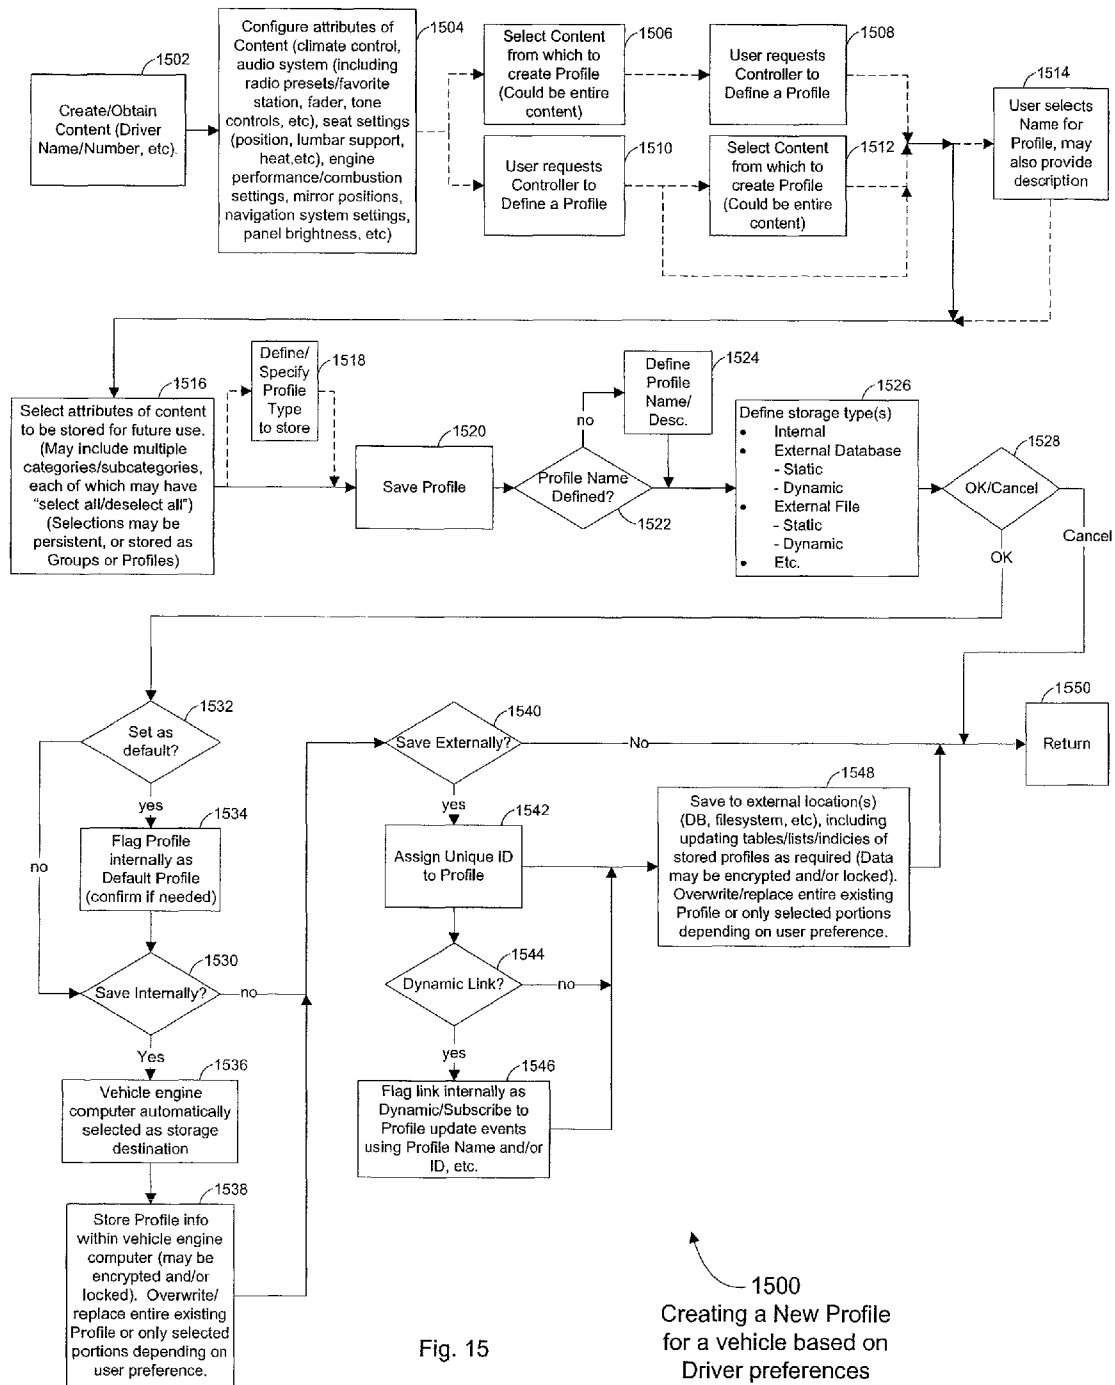 1502
Create/Obtain
Content (Driver
Name/Number, etc).
1504
Configure attributes of
Content (climate control,
audio system (including
radio presets/favorite
station, fader, tone
controls, etc), seat settings
(position, lumbar support,
heat,etc), engine
performance/combustion
settings, mirror positions,
navigation system settings,
panel brightness, etc)
1506
Select Content
from which to
create Profile
(Could be entire
content)
1508
User requests
Controller to
Define a Profile
1510
User requests
Controller to
Define a Profile
1512
Select Content
from which to
create Profile
(Could be entire
content)
1514
User selects
Name for
Profile, may
also provide
description
1516
Select attributes of content
to be stored for future use.
(May include multiple
categories/subcategories,
each of which may have
“select all/deselect all”)
(Selections may be
persistent, or stored as
Groups or Profiles)
1518
Define/
Specify
Profile
Type
to store
1520
Save Profile
1522
Profile Name
Defined?
no
1524
Define
Profile
Name/
Desc.
1526
Define storage type(s)
• Internal
• External Database
- Static
- Dynamic
• External File
- Static
- Dynamic
• Etc.
1528
OK/Cancel
Cancel
OK
1532
Set as
default?
yes
no
1534
Flag Profile
internally as
Default Profile
(confirm if needed)
1530
Save Internally?
no
Yes
1536
Vehicle engine
computer automatically
selected as storage
destination
1538
Store Profile info
within vehicle engine
computer (may be
encrypted and/or
locked). Overwrite/
replace entire existing
Profile or only selected
portions depending on
user preference.
1540
Save Externally?
No
yes
1542
Assign Unique ID
to Profile
1544
Dynamic Link?
no
yes
1546
Flag link internally as
Dynamic/Subscribe to
Profile update events
using Profile Name and/or
ID, etc.
1548
Save to external location(s)
(DB, filesystem, etc), including
updating tables/lists/indicies of
stored profiles as required (Data
may be encrypted and/or locked).
Overwrite/replace entire existing
Profile or only selected portions
depending on user preference.
1550
Return
Fig. 15
1500
Creating a New Profile
for a vehicle based on
Driver preferences